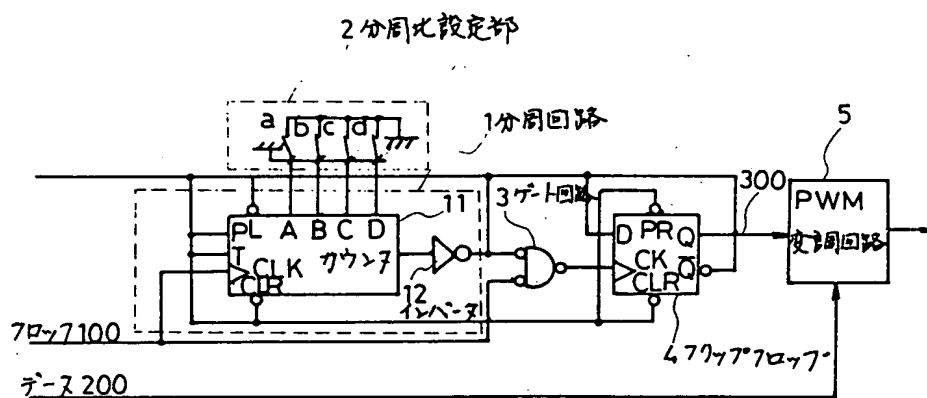 2分周比設定部
a b c d
1分周回路
5
11
3ゲート回路
300
PL A B C D
T
CLK カウンタ
CLR
12
インバータ
D PR Q
CK
CLR Q̅
PWM
変調回路
クロック100
4フリップフロップ
データ200